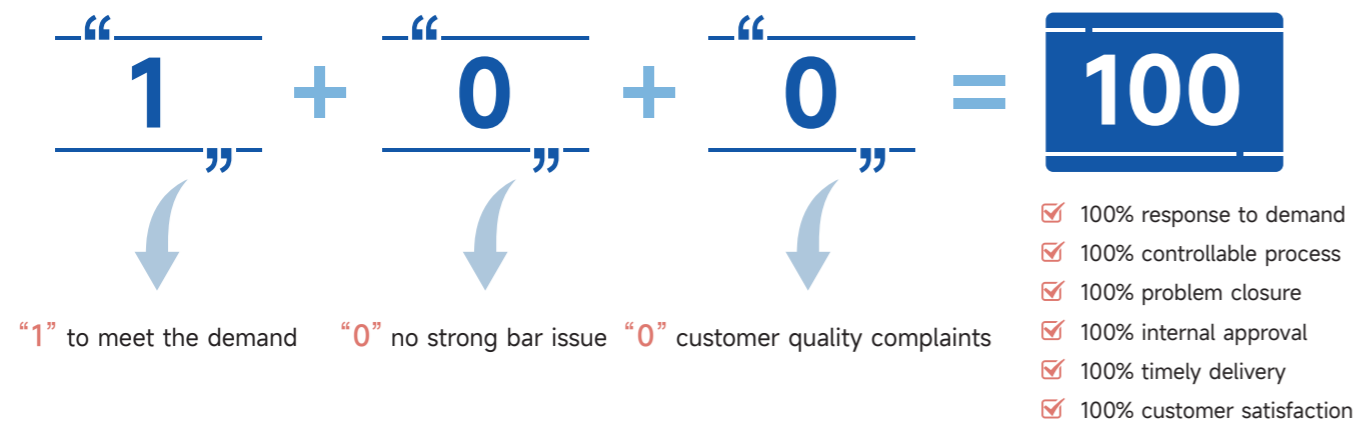 “ 1 ” + “ 0 ” + “ 0 ” = 100
“1” to meet the demand
“0” no strong bar issue
“0” customer quality complaints
100% response to demand
100% controllable process
100% problem closure
100% internal approval
100% timely delivery
100% customer satisfaction